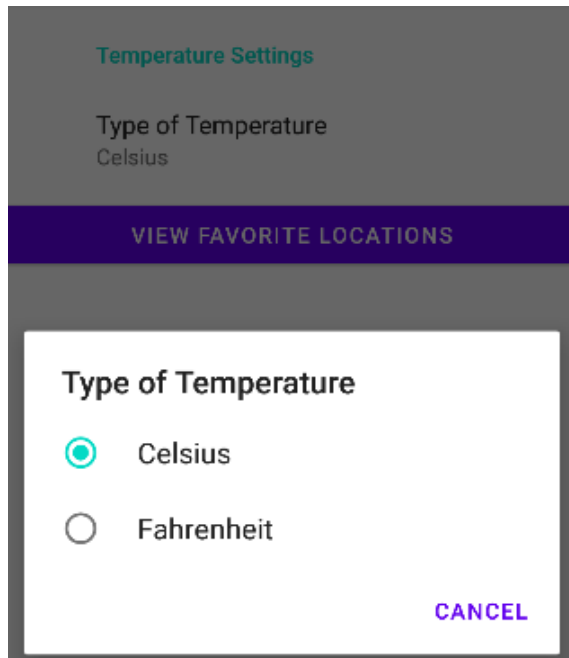 Temperature Settings
Type of Temperature
Celsius
VIEW FAVORITE LOCATIONS
Type of Temperature
Celsius
Fahrenheit
CANCEL